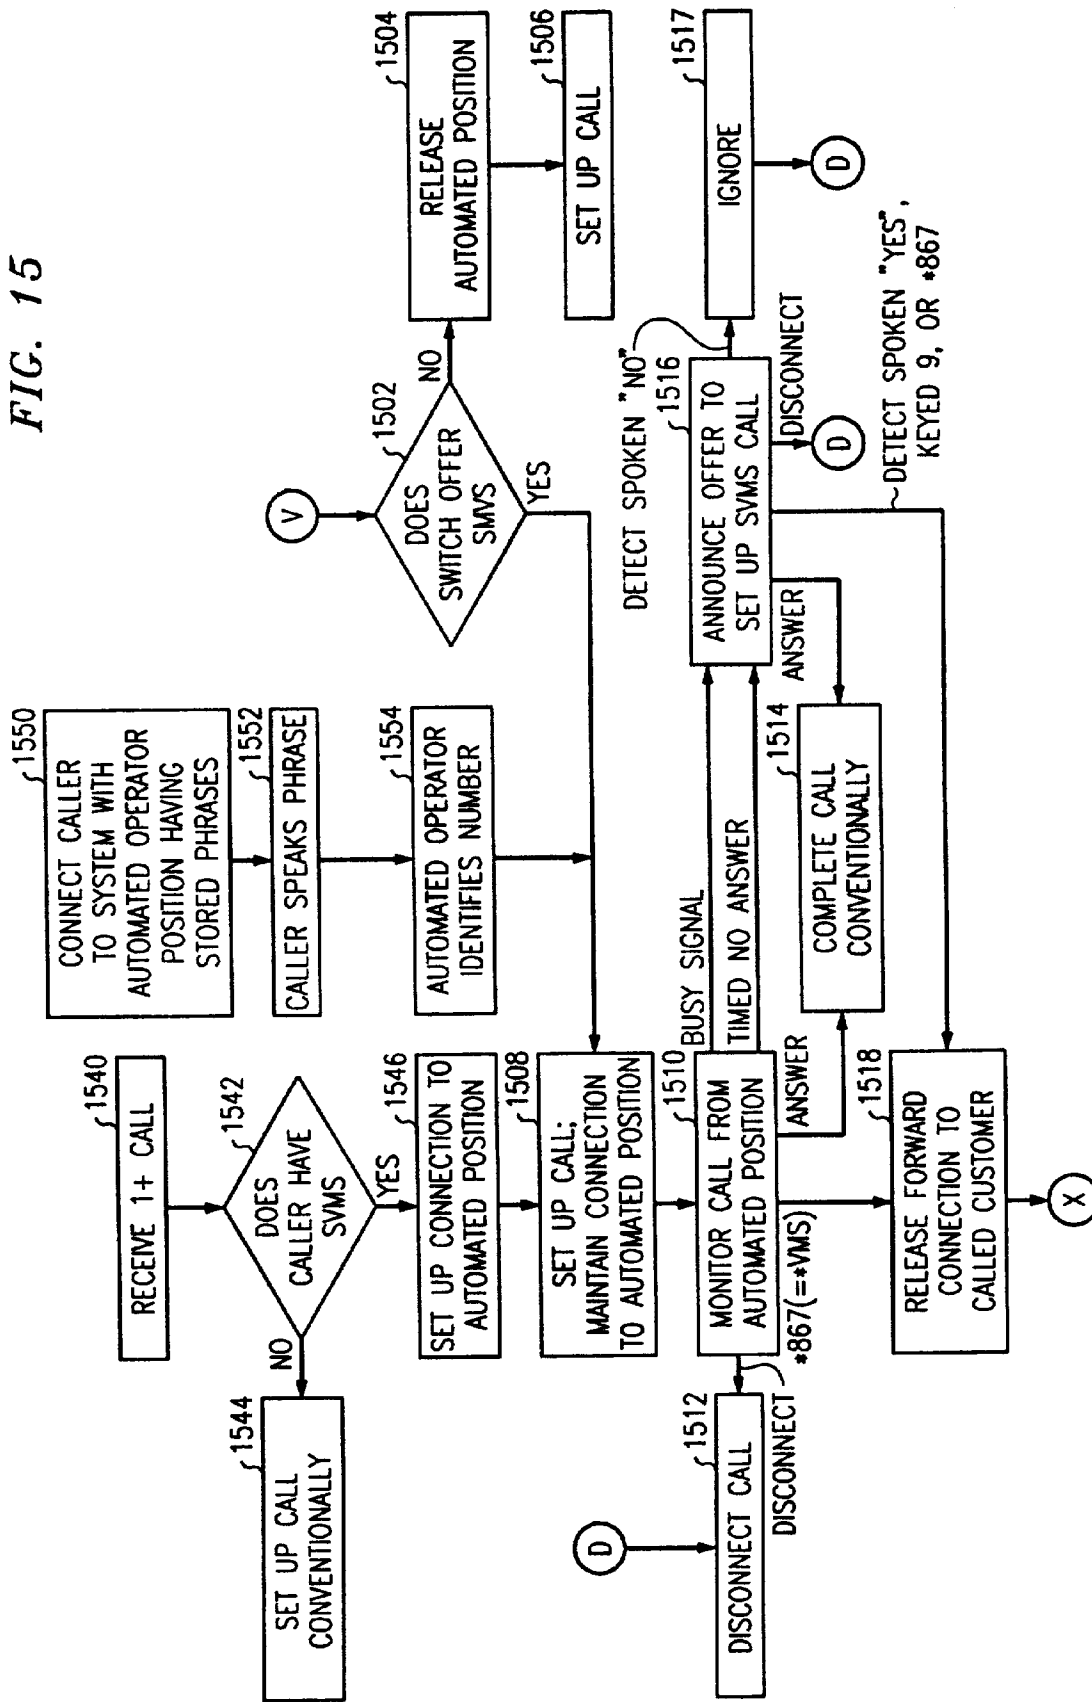 FIG. 15
1540
RECEIVE 1+ CALL
1542
DOES
CALLER HAVE
SVMS
NO
YES
1544
SET UP CALL
CONVENTIONALLY
1546
SET UP CONNECTION TO
AUTOMATED POSITION
1550
CONNECT CALLER
TO SYSTEM WITH
AUTOMATED OPERATOR
POSITION HAVING
STORED PHRASES
1552
CALLER SPEAKS PHRASE
1554
AUTOMATED OPERATOR
IDENTIFIES NUMBER
V
1502
DOES
SWITCH OFFER
SMVS
NO
YES
1504
RELEASE
AUTOMATED POSITION
1506
SET UP CALL
1508
SET UP CALL;
MAINTAIN CONNECTION
TO AUTOMATED POSITION
1510
MONITOR CALL FROM
AUTOMATED POSITION
BUSY SIGNAL
TIMED NO ANSWER
ANSWER
*867(=*VMS)
DISCONNECT
D
1512
DISCONNECT CALL
1514
COMPLETE CALL
CONVENTIONALLY
DETECT SPOKEN "NO"
1516
ANNOUNCE OFFER TO
SET UP SVMS CALL
ANSWER
DISCONNECT
D
1517
IGNORE
D
DETECT SPOKEN "YES",
KEYED 9, OR *867
1518
RELEASE FORWARD
CONNECTION TO
CALLED CUSTOMER
X